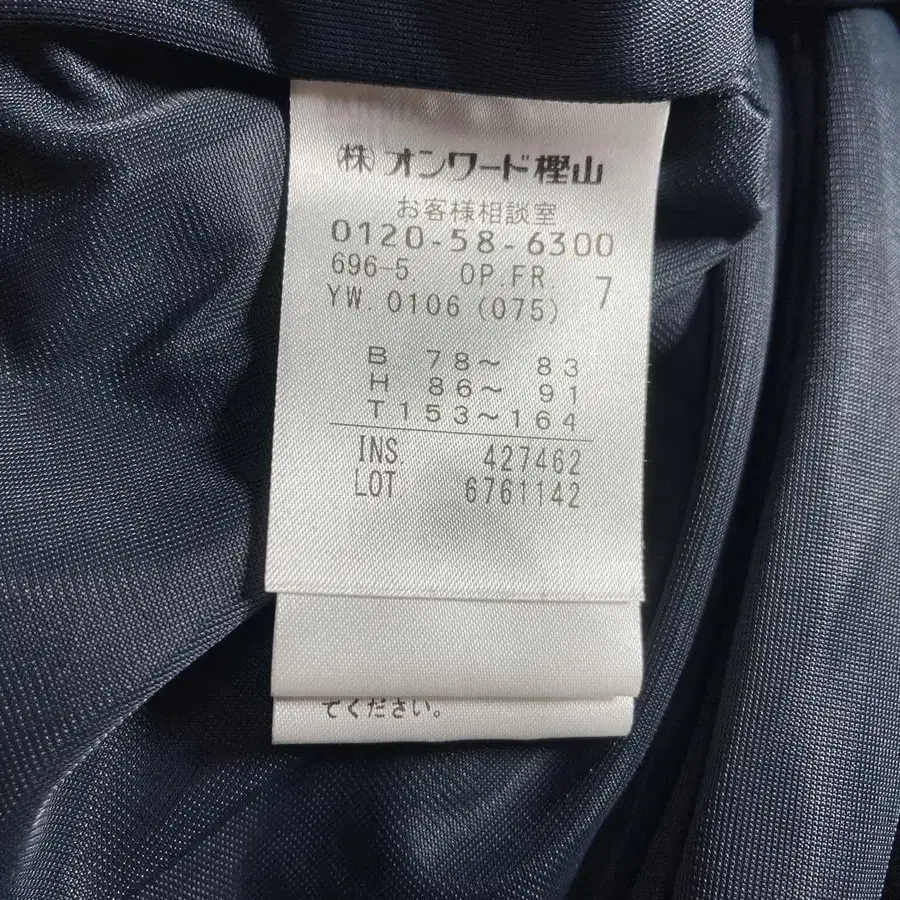 ㈱オンワード樫山
お客様相談室
0120-58-6300
696-5 OP.FR. 7
YW. 0106 (075)
B 78〜 83
H 86〜 91
T153〜164
INS 427462
LOT 6761142
てください。